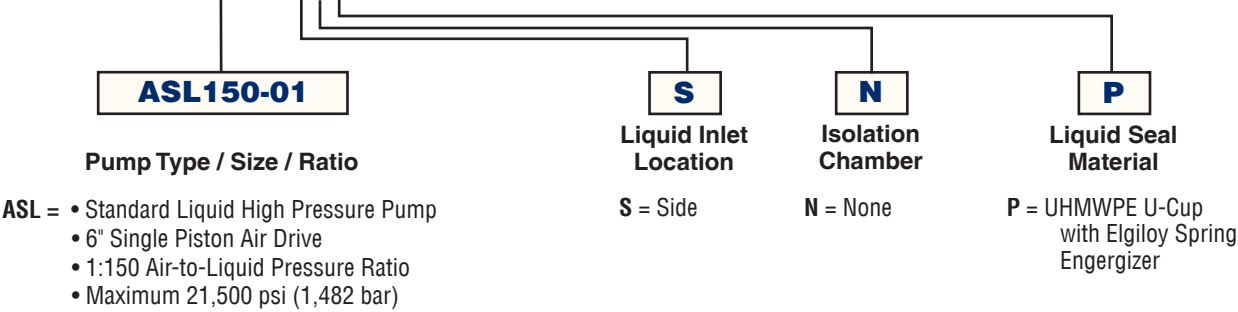 ASL150-01
S
N
P
Pump Type / Size / Ratio
Liquid Inlet
Location
Isolation
Chamber
Liquid Seal
Material
ASL = • Standard Liquid High Pressure Pump
• 6" Single Piston Air Drive
• 1:150 Air-to-Liquid Pressure Ratio
• Maximum 21,500 psi (1,482 bar)
S = Side
N = None
P = UHMWPE U-Cup
with Elgiloy Spring
Engergizer